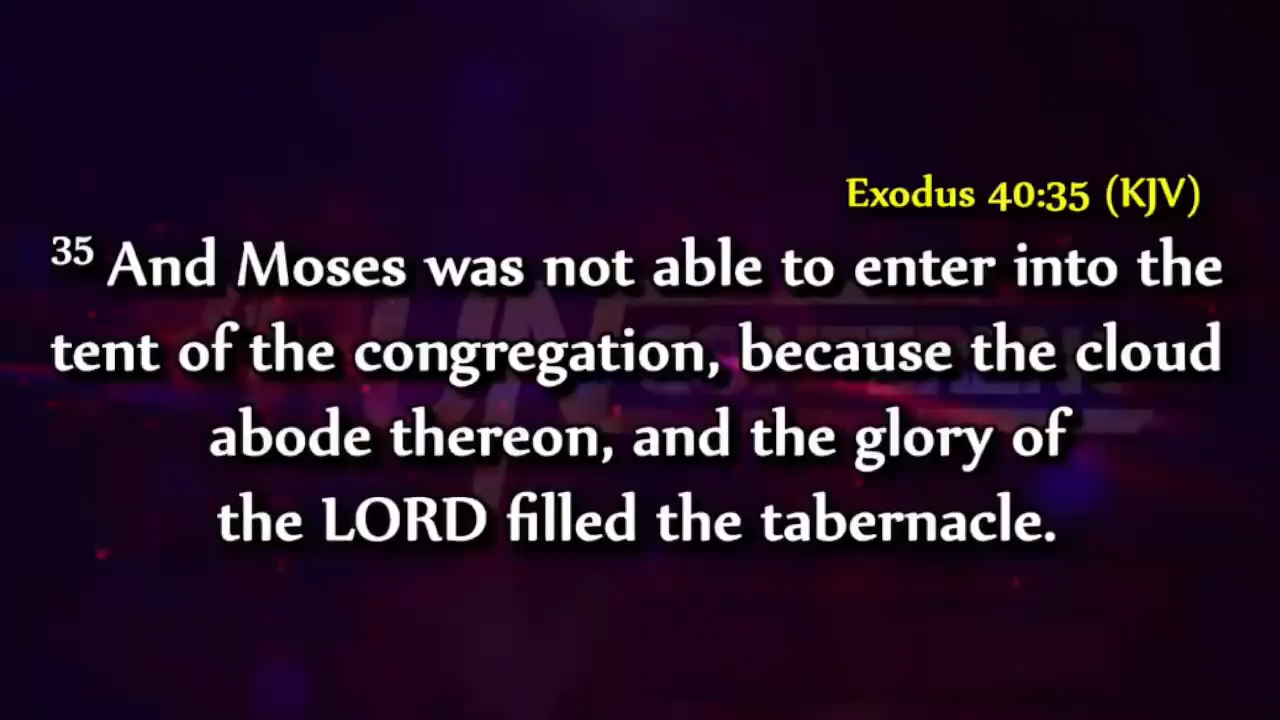 Exodus 40:35 (KJV)
35 And Moses was not able to enter into the
tent of the congregation, because the cloud
abode thereon, and the glory of
the LORD filled the tabernacle.